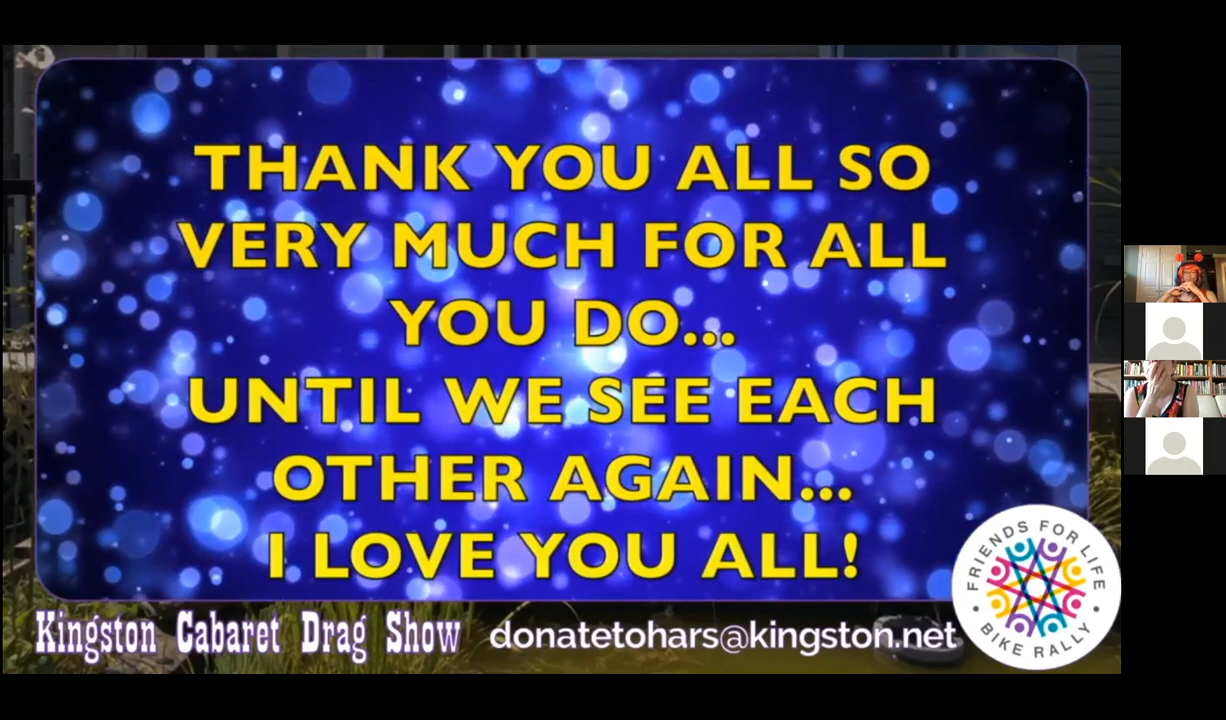 THANK YOU ALL SO
VERY MUCH FOR ALL
YOU DO...
UNTIL WE SEE EACH
OTHER AGAIN...
I LOVE YOU ALL!
Kingston Cabaret Drag Show
donatetohars@kingston.net
FRIENDS FOR LIFE
BIKE RALLY